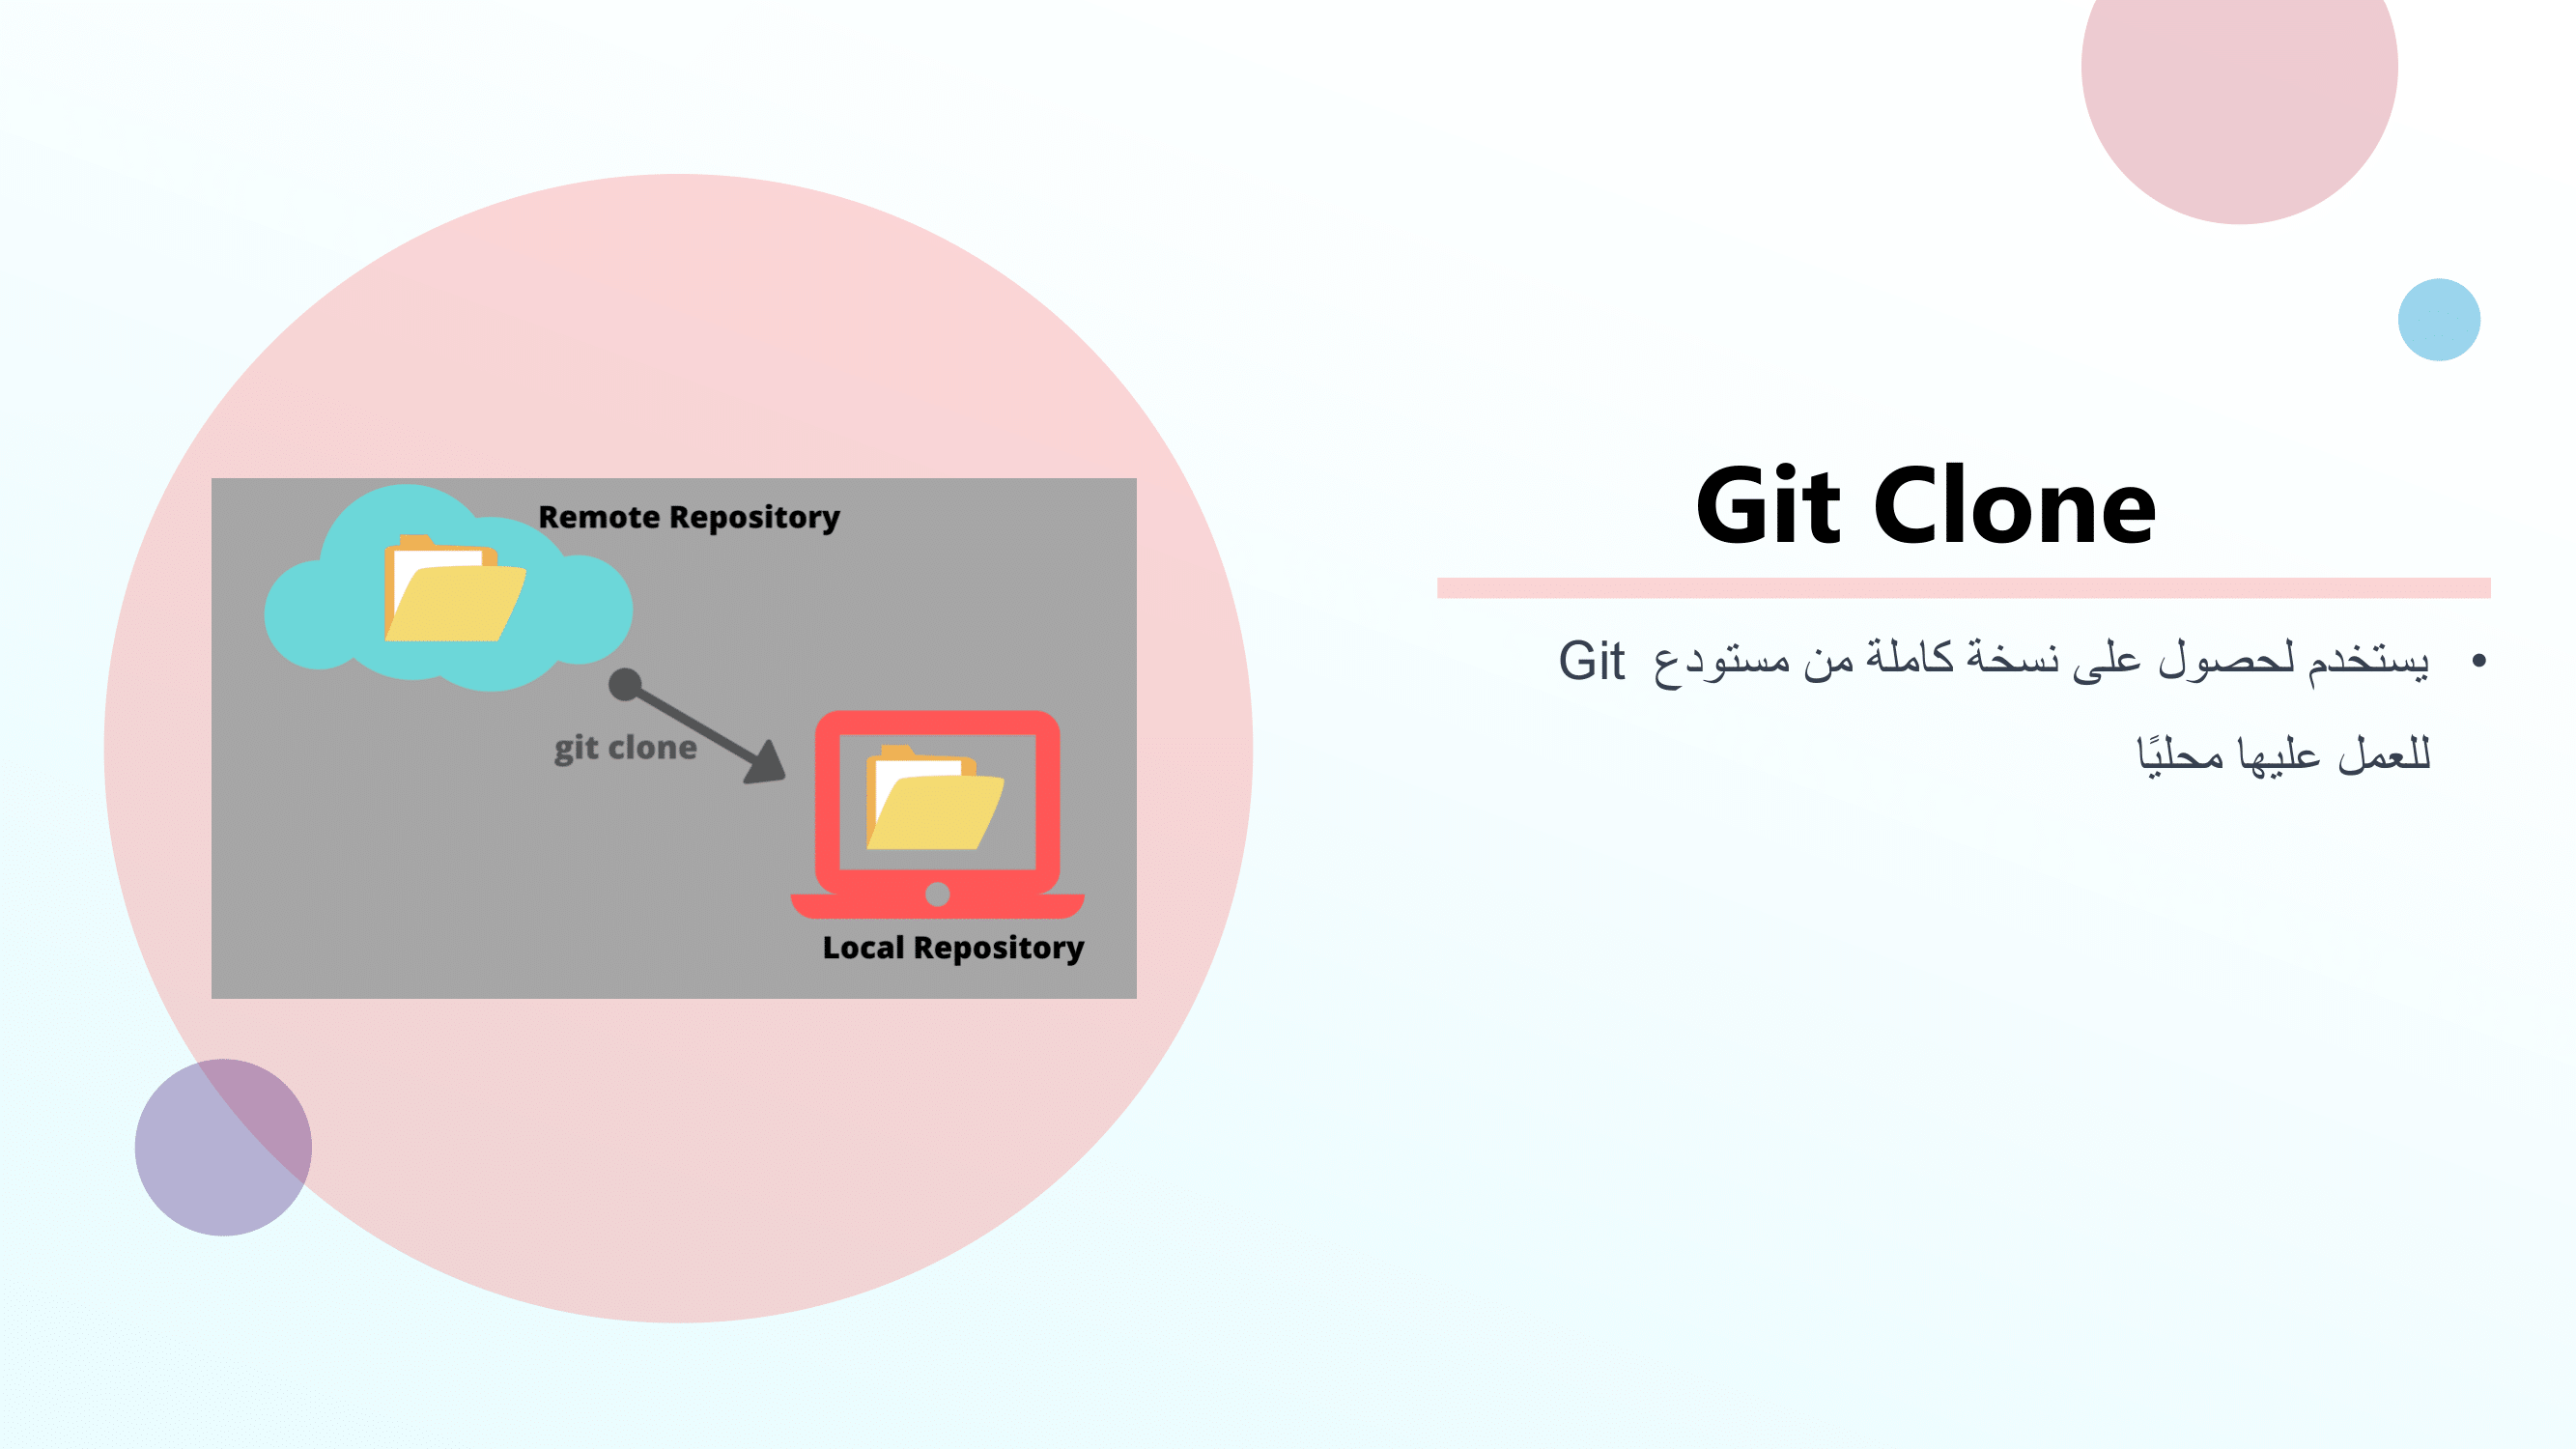 Git Clone
• يستخدم لحصول على نسخة كاملة من مستودع Git
للعمل عليها محليًا
Remote Repository
git clone
Local Repository